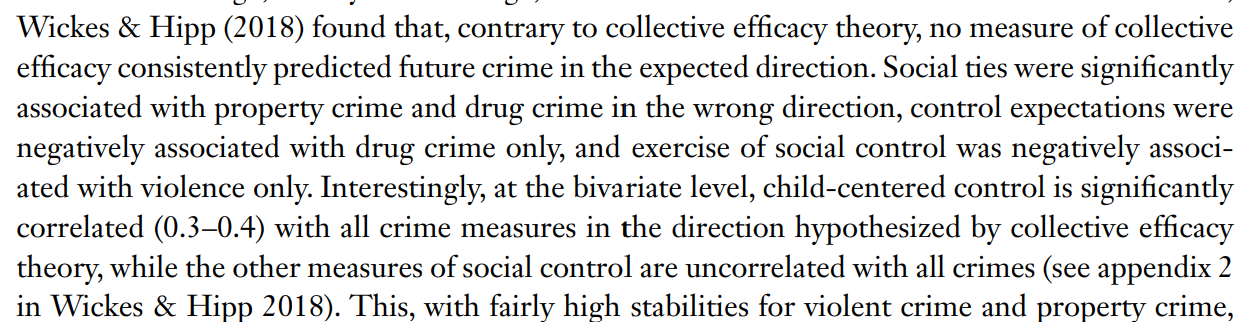 Wickes & Hipp (2018) found that, contrary to collective efficacy theory, no measure of collective
efficacy consistently predicted future crime in the expected direction. Social ties were significantly
associated with property crime and drug crime in the wrong direction, control expectations were
negatively associated with drug crime only, and exercise of social control was negatively associ-
ated with violence only. Interestingly, at the bivariate level, child-centered control is significantly
correlated (0.3–0.4) with all crime measures in the direction hypothesized by collective efficacy
theory, while the other measures of social control are uncorrelated with all crimes (see appendix 2
in Wickes & Hipp 2018). This, with fairly high stabilities for violent crime and property crime,